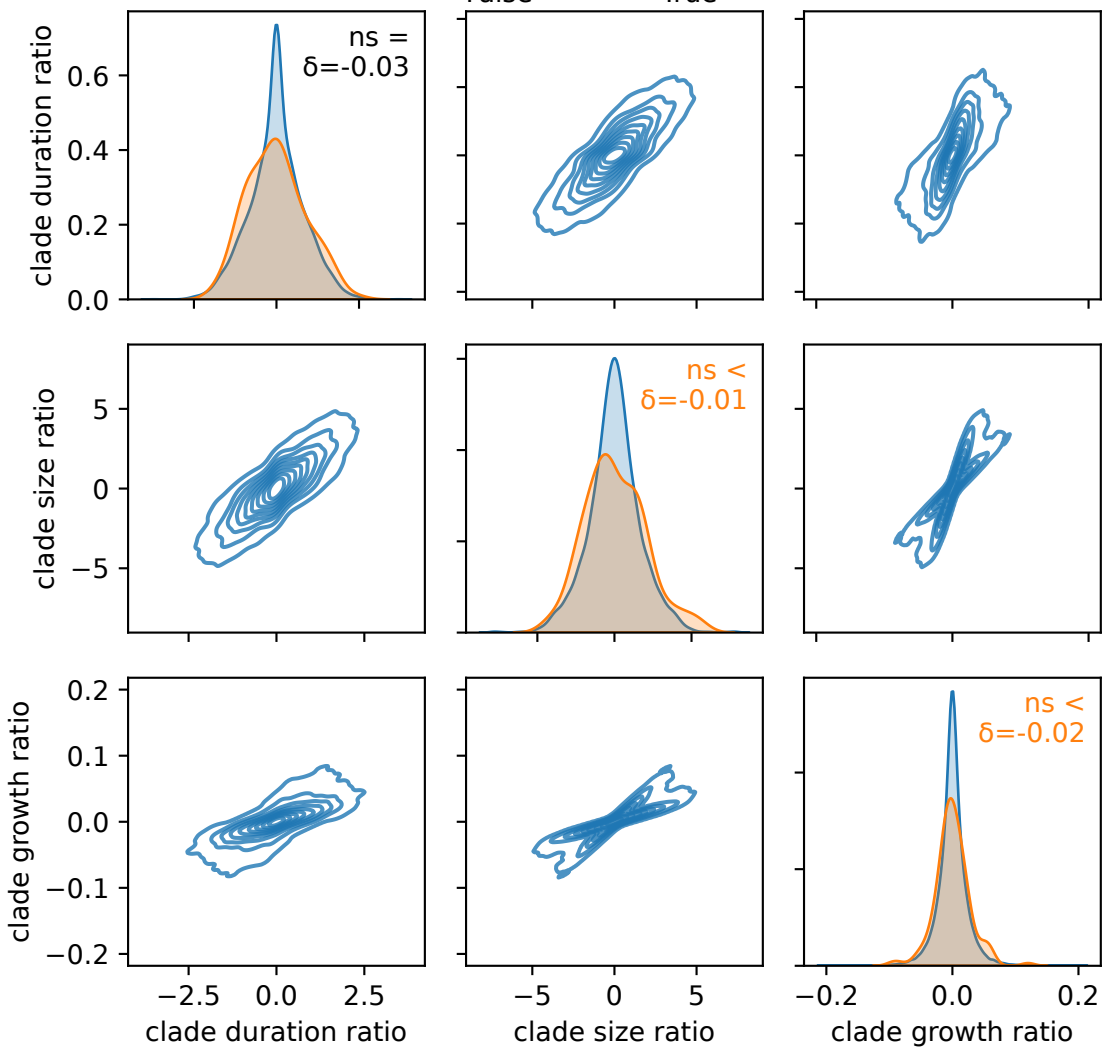 clade duration ratio
0.6
0.4
0.2
0.0
ns =
δ=-0.03
clade size ratio
5
0
−5
ns <
δ=-0.01
clade growth ratio
0.2
0.1
0.0
−0.1
−0.2
ns <
δ=-0.02
−2.5 0.0 2.5
−5 0 5
−0.2 0.0 0.2
clade duration ratio
clade size ratio
clade growth ratio